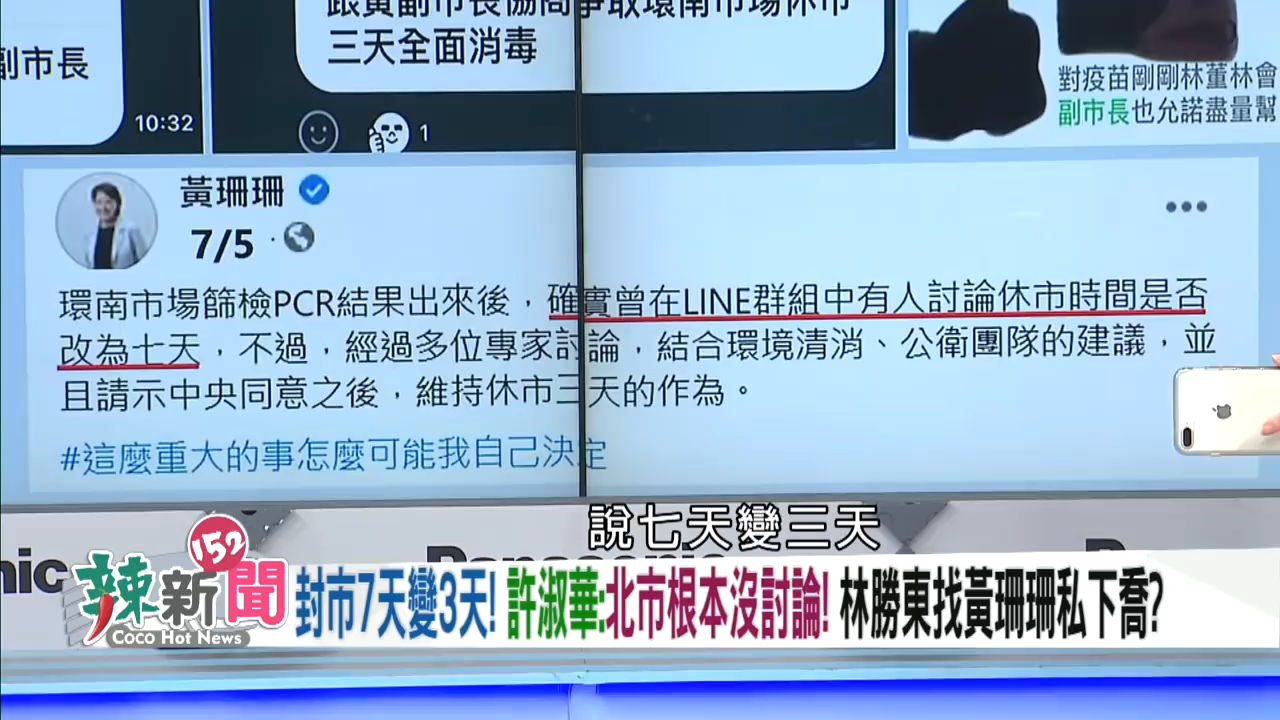 跟黃副市長協商爭取環南市場休市
三天全面消毒
副市長
10:32
1
對疫苗剛剛林董林會
副市長也允諾盡量幫
黃珊珊
7/5
環南市場篩檢PCR結果出來後，確實曾在LINE群組中有人討論休市時間是否
改為七天，不過，經過多位專家討論，結合環境清消、公衛團隊的建議，並
且請示中央同意之後，維持休市三天的作為。
#這麼重大的事怎麼可能我自己決定
說七天變三天
Panasonic
152
辣新聞
Coco Hot News
封市7天變3天! 許淑華:北市根本沒討論! 林勝東找黃珊珊私下喬?